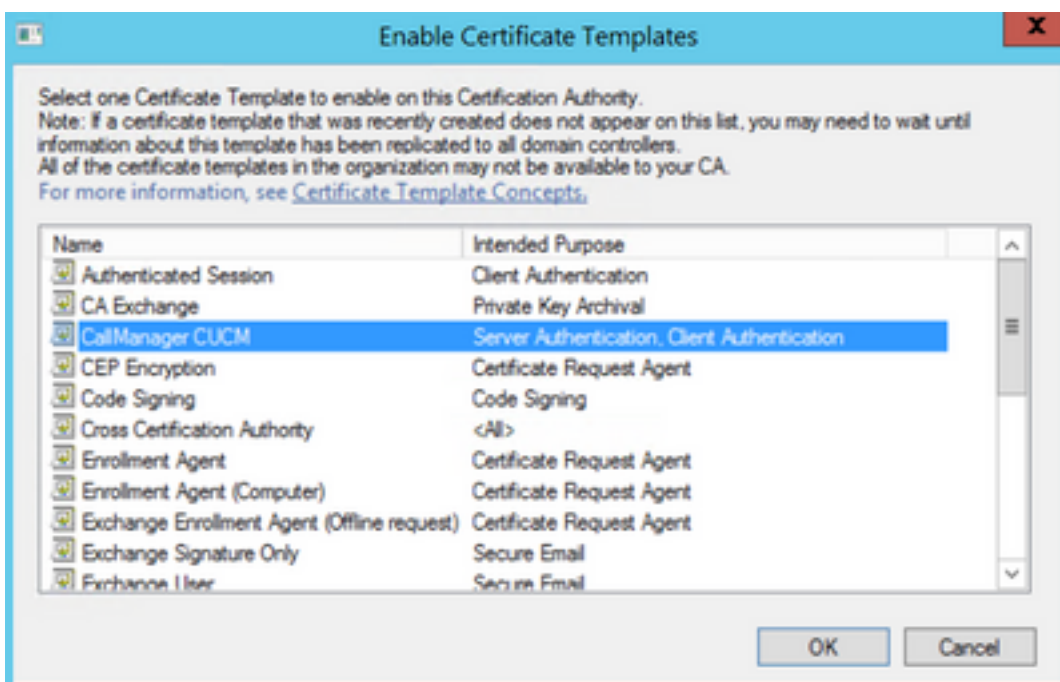 Enable Certificate Templates
X
Select one Certificate Template to enable on this Certification Authority.
Note: If a certificate template that was recently created does not appear on this list, you may need to wait until
information about this template has been replicated to all domain controllers.
All of the certificate templates in the organization may not be available to your CA.
For more information, see Certificate Template Concepts.
Name Intended Purpose
Authenticated Session Client Authentication
CA Exchange Private Key Archival
CallManager CUCM Server Authentication, Client Authentication
CEP Encryption Certificate Request Agent
Code Signing Code Signing
Cross Certification Authority <All>
Enrollment Agent Certificate Request Agent
Enrollment Agent (Computer) Certificate Request Agent
Exchange Enrollment Agent (Offline request) Certificate Request Agent
Exchange Signature Only Secure Email
Exchange User Secure Email
OK Cancel